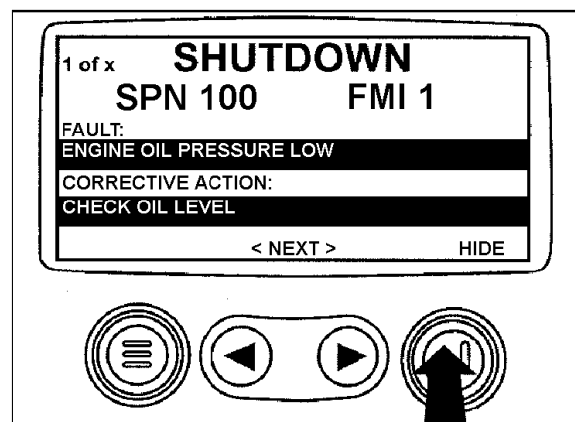 1 of x SHUTDOWN
SPN 100 FMI 1
FAULT:
ENGINE OIL PRESSURE LOW
CORRECTIVE ACTION:
CHECK OIL LEVEL
< NEXT > HIDE